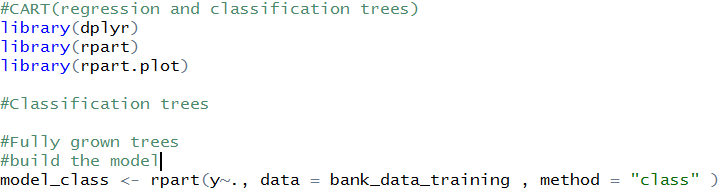 #CART(regression and classification trees)
library(dplyr)
library(rpart)
library(rpart.plot)
#Classification trees
#Fully grown trees
#build the model
model_class <- rpart(y~., data = bank_data_training , method = "class" )